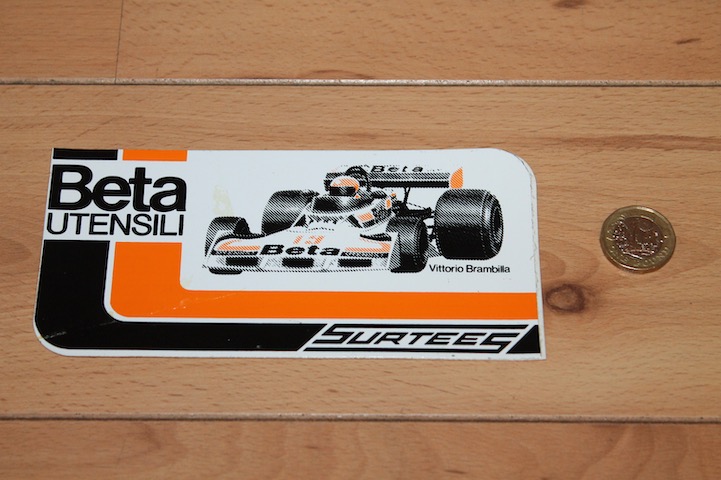 Beta
UTENSILI
Beta
Beta
Vittorio Brambilla
SURTEES